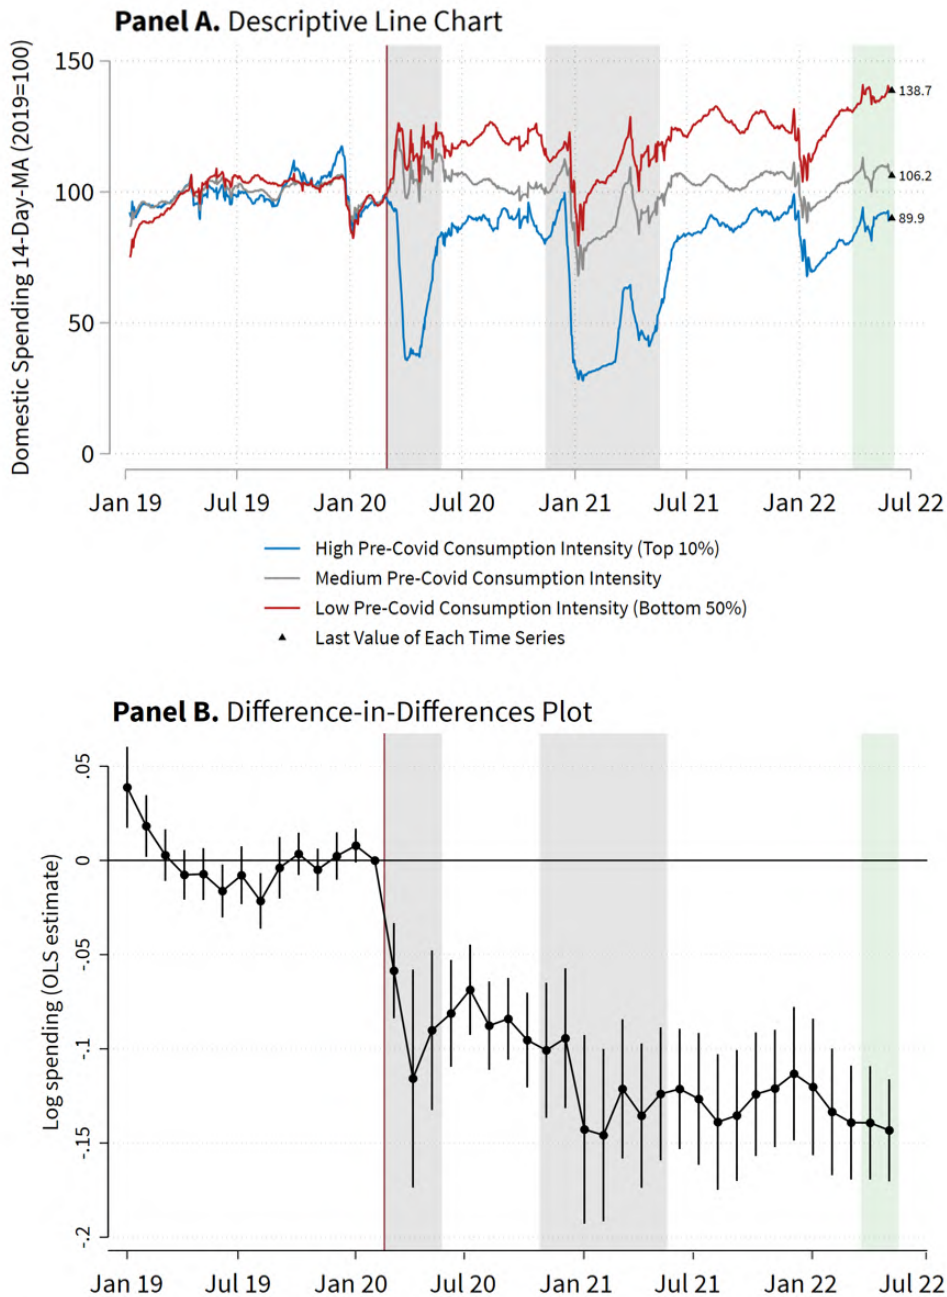 Panel A. Descriptive Line Chart
Domestic Spending 14-Day-MA (2019=100)
150
100
50
0
138.7
106.2
89.9
Jan 19
Jul 19
Jan 20
Jul 20
Jan 21
Jul 21
Jan 22
Jul 22
High Pre-Covid Consumption Intensity (Top 10%)
Medium Pre-Covid Consumption Intensity
Low Pre-Covid Consumption Intensity (Bottom 50%)
Last Value of Each Time Series
Panel B. Difference-in-Differences Plot
Log spending (OLS estimate)
.05
0
-.05
-.1
-.15
-.2
Jan 19
Jul 19
Jan 20
Jul 20
Jan 21
Jul 21
Jan 22
Jul 22